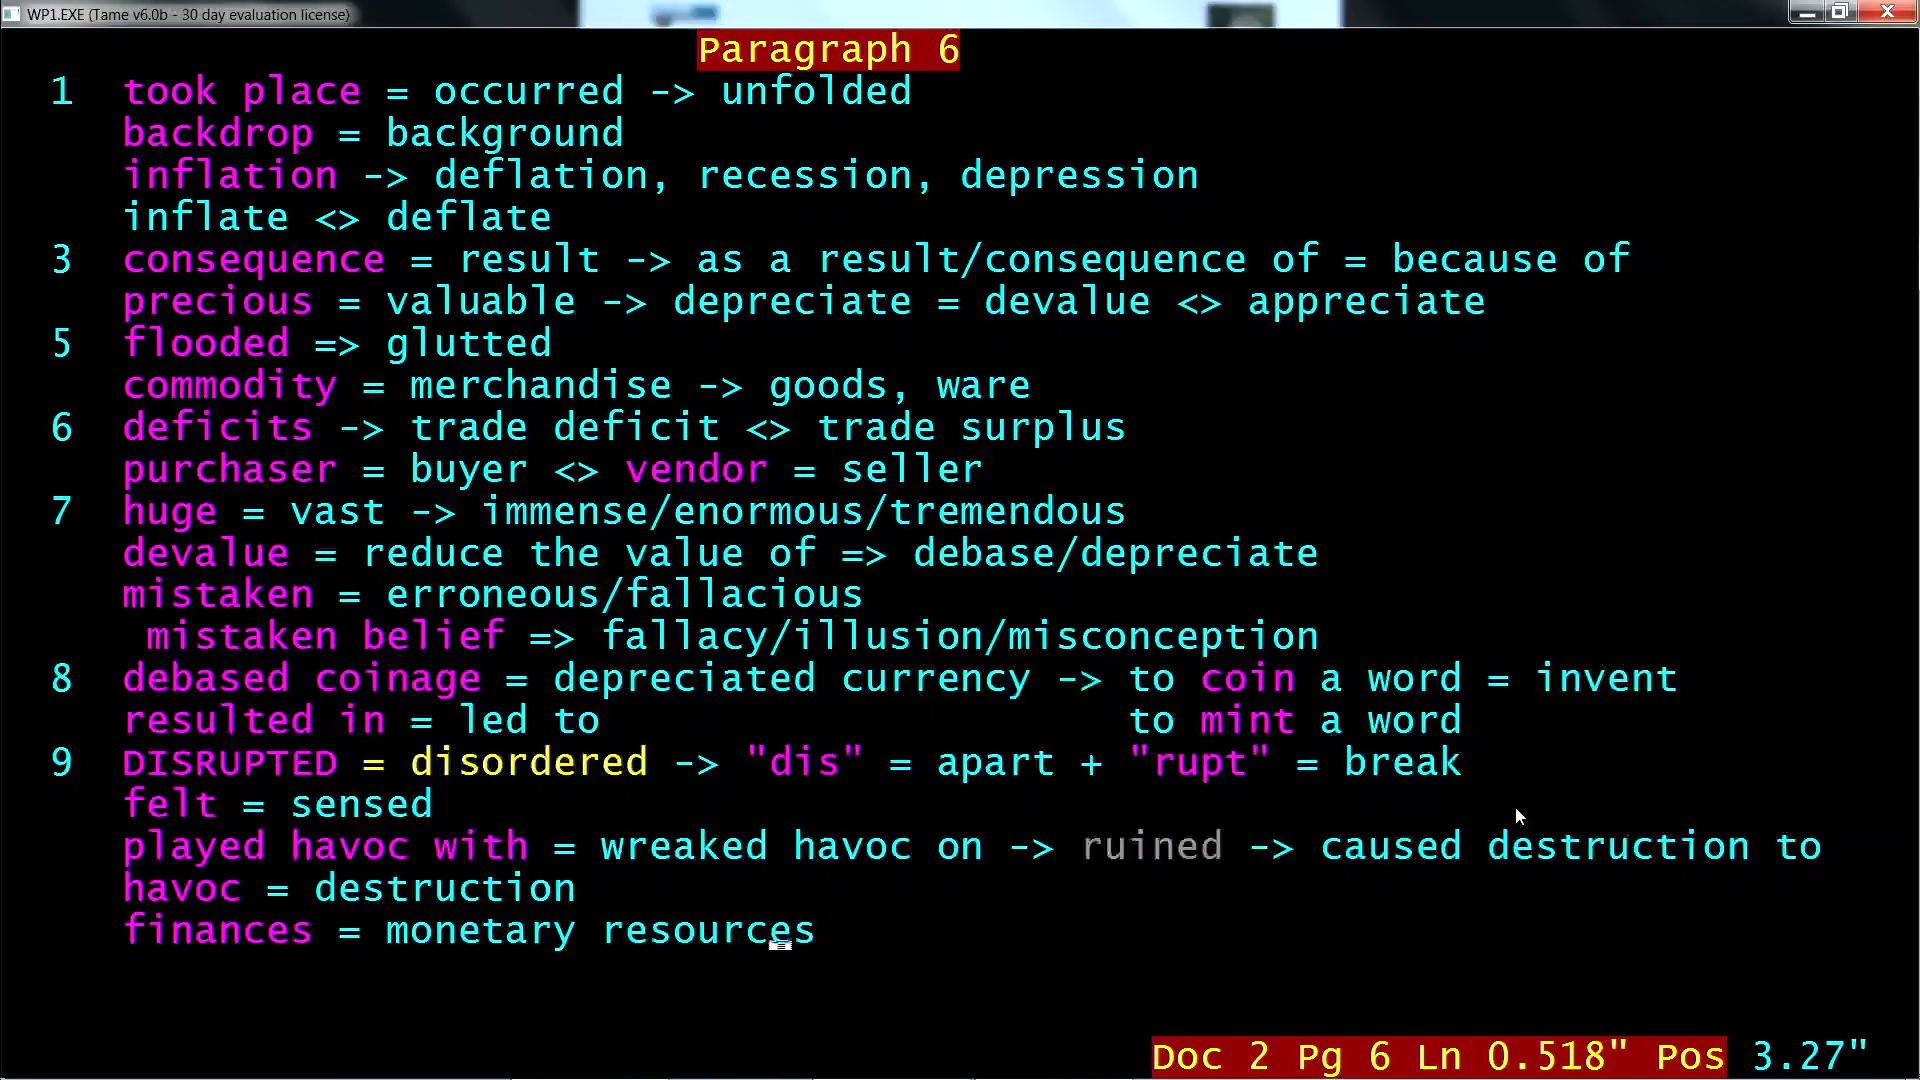 WP1.EXE (Tame v6.0b - 30 day evaluation license)
Paragraph 6
1 took place = occurred -> unfolded
backdrop = background
inflation -> deflation, recession, depression
inflate <> deflate
3 consequence = result -> as a result/consequence of = because of
precious = valuable -> depreciate = devalue <> appreciate
5 flooded => glutted
commodity = merchandise -> goods, ware
6 deficits -> trade deficit <> trade surplus
purchaser = buyer <> vendor = seller
7 huge = vast -> immense/enormous/tremendous
devalue = reduce the value of => debase/depreciate
mistaken = erroneous/fallacious
mistaken belief => fallacy/illusion/misconception
8 debased coinage = depreciated currency -> to coin a word = invent
resulted in = led to to mint a word
9 DISRUPTED = disordered -> "dis" = apart + "rupt" = break
felt = sensed
played havoc with = wreaked havoc on -> ruined -> caused destruction to
havoc = destruction
finances = monetary resources
Doc 2 Pg 6 Ln 0.518" Pos 3.27"